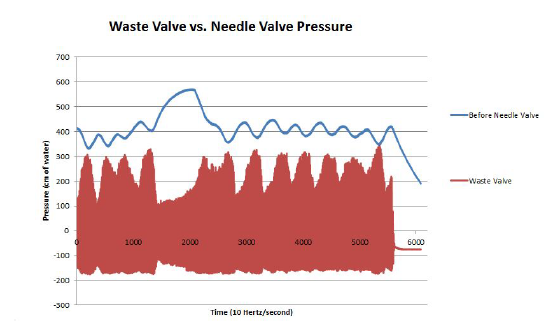 Waste Valve vs. Needle Valve Pressure
700
600
500
400
300
200
100
0
-100
-200
-300
0 1000 2000 3000 4000 5000 6000
Pressure (cm of water)
Time (10 Hertz/second)
Before Needle Valve
Waste Valve